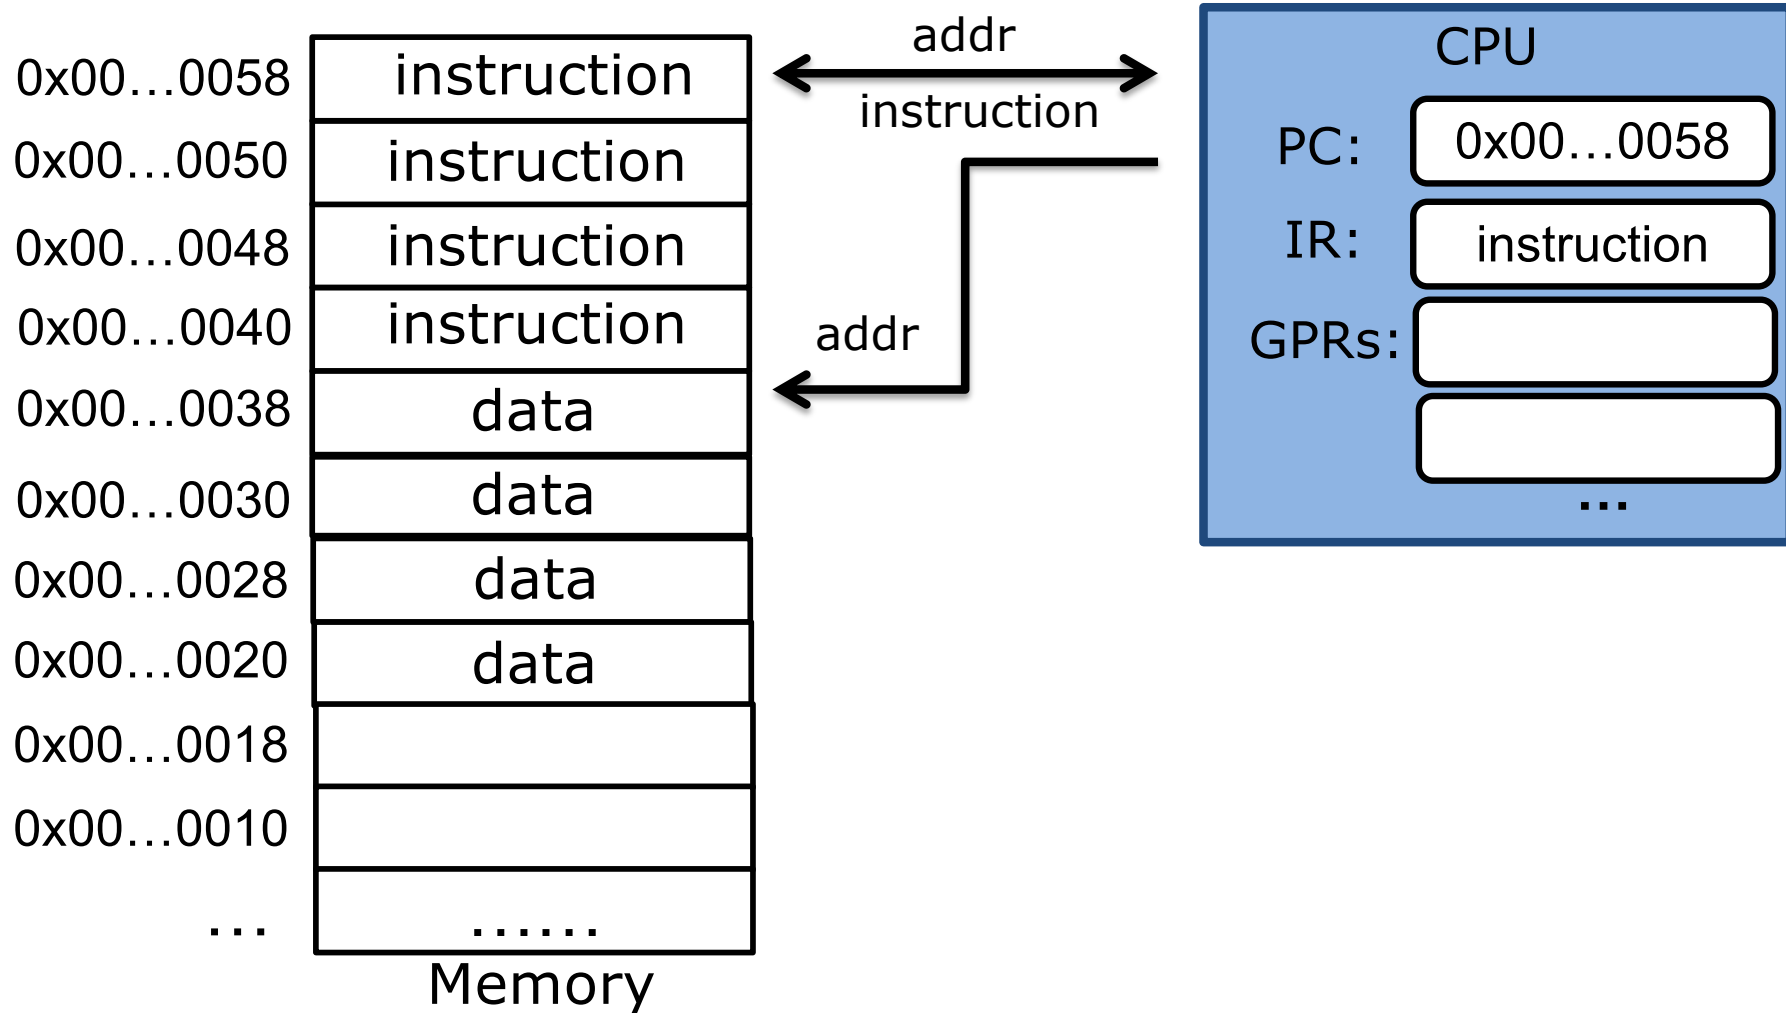 0x00…0058 instruction
0x00…0050 instruction
0x00…0048 instruction
0x00…0040 instruction
0x00…0038 data
0x00…0030 data
0x00…0028 data
0x00…0020 data
0x00…0018
0x00…0010
… ……
Memory
addr
instruction
addr
CPU
PC: 0x00…0058
IR: instruction
GPRs:
…